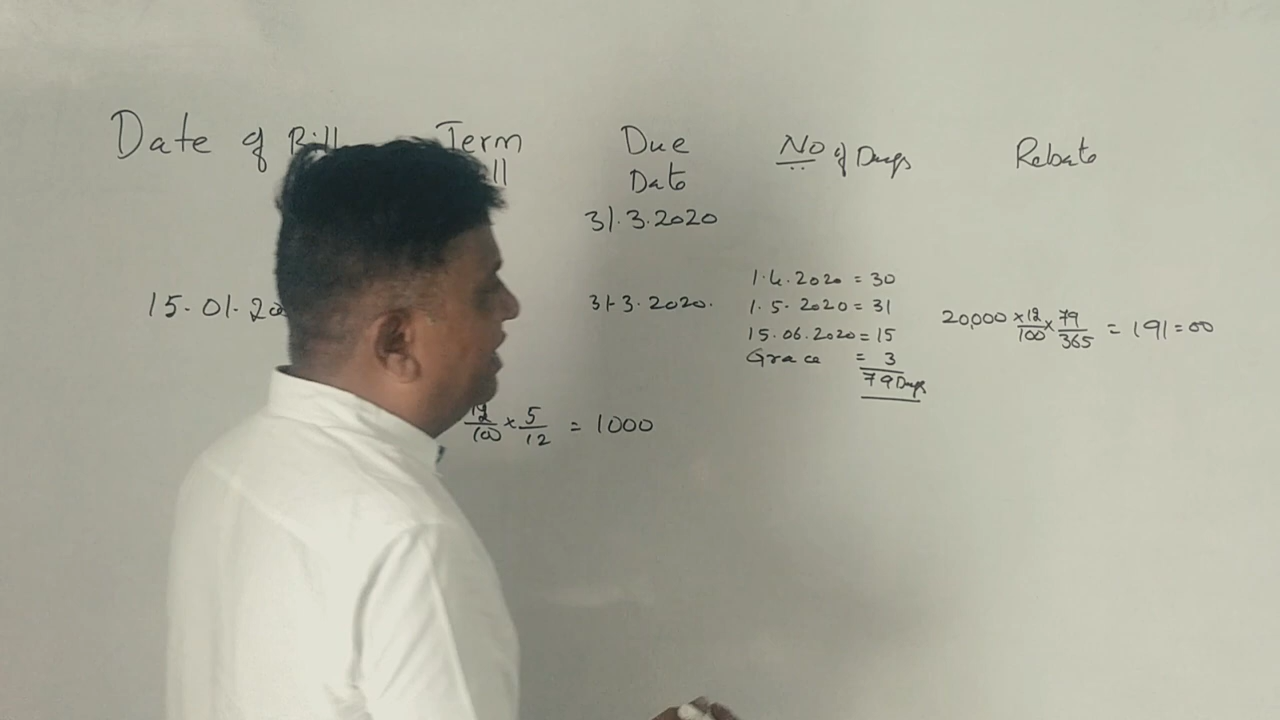 Date of Bill
Term
Due
Date
No of Days
Rebate
31.3.2020
15.01.20
31-3.2020.
1.4.2020 = 30
1.5.2020 = 31
15.06.2020 = 15
Grace = 3
79 Days
20,000 × 12/100 × 79/365 = 191=00
12/100 × 5/12 = 1000